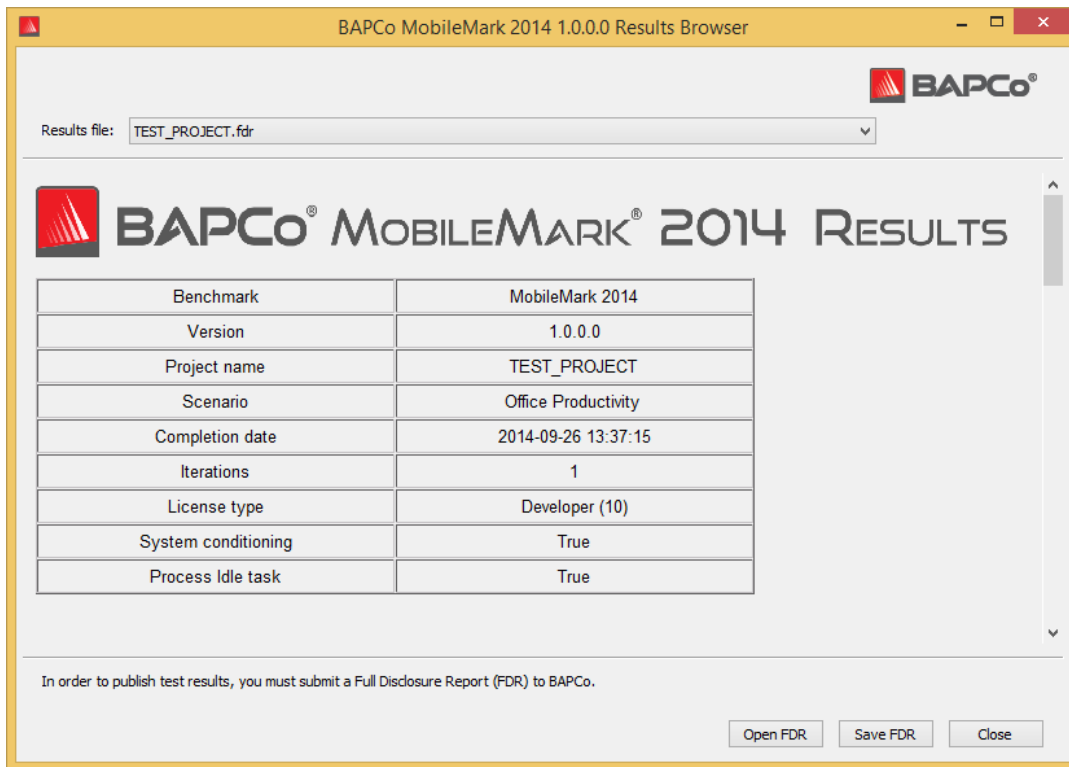 BAPCo MobileMark 2014 1.0.0.0 Results Browser
BAPCo®
Results file: TEST_PROJECT.fdr
BAPCo® MobileMark® 2014 Results
Benchmark MobileMark 2014
Version 1.0.0.0
Project name TEST_PROJECT
Scenario Office Productivity
Completion date 2014-09-26 13:37:15
Iterations 1
License type Developer (10)
System conditioning True
Process Idle task True
In order to publish test results, you must submit a Full Disclosure Report (FDR) to BAPCo.
Open FDR Save FDR Close